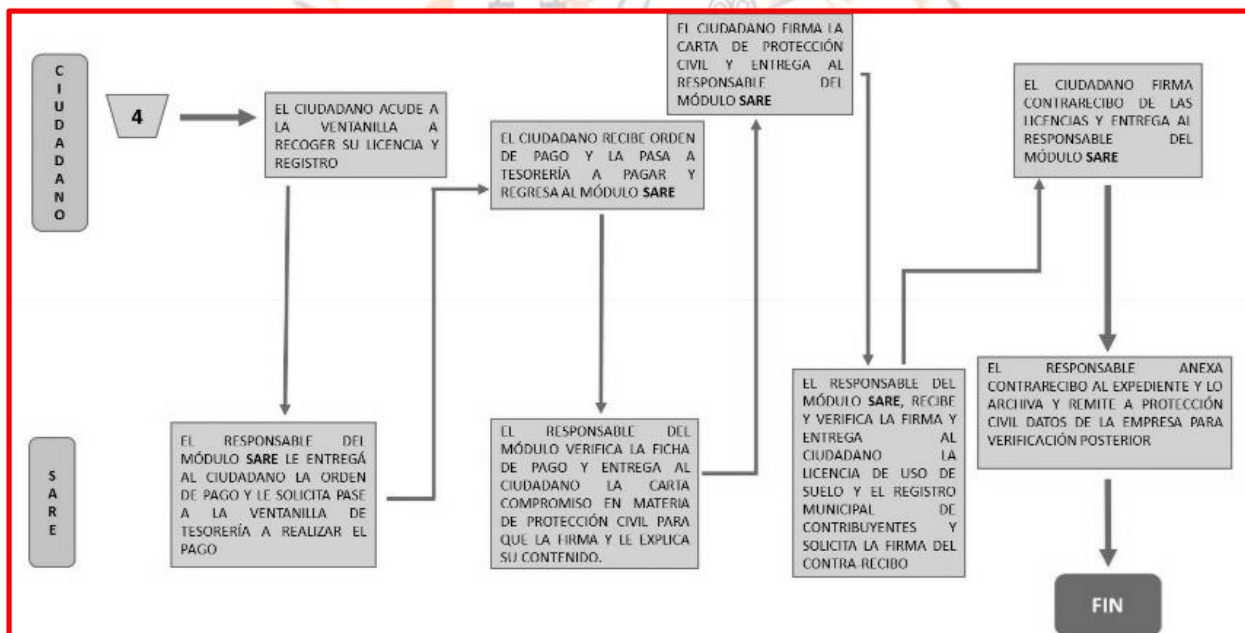 CIUDADANO
4
EL CIUDADANO ACUDE A
LA VENTANILLA A
RECOGER SU LICENCIA Y
REGISTRO
EL RESPONSABLE DEL
MÓDULO SARE LE ENTREGÁ
AL CIUDADANO LA ORDEN
DE PAGO Y LE SOLICITA PASE
A LA VENTANILLA DE
TESORERÍA A REALIZAR EL
PAGO
EL CIUDADANO RECIBE ORDEN
DE PAGO Y LA PASA A
TESORERÍA A PAGAR Y
REGRESA AL MÓDULO SARE
EL RESPONSABLE DEL
MÓDULO VERIFICA LA FICHA
DE PAGO Y ENTREGA AL
CIUDADANO LA CARTA
COMPROMISO EN MATERIA
DE PROTECCIÓN CIVIL PARA
QUE LA FIRMA Y LE EXPLICA
SU CONTENIDO.
EL CIUDADANO FIRMA LA
CARTA DE PROTECCIÓN
CIVIL Y ENTREGA AL
RESPONSABLE DEL
MÓDULO SARE
EL RESPONSABLE DEL
MÓDULO SARE, RECIBE
Y VERIFICA LA FIRMA Y
ENTREGA AL
CIUDADANO LA
LICENCIA DE USO DE
SUELO Y EL REGISTRO
MUNICIPAL DE
CONTRIBUYENTES Y
SOLICITA LA FIRMA DEL
CONTRA RECIBO
EL CIUDADANO FIRMA
CONTRARECIBO DE LAS
LICENCIAS Y ENTREGA AL
RESPONSABLE DEL
MÓDULO SARE
EL RESPONSABLE ANEXA
CONTRARECIBO AL EXPEDIENTE Y LO
ARCHIVA Y REMITE A PROTECCIÓN
CIVIL DATOS DE LA EMPRESA PARA
VERIFICACIÓN POSTERIOR
SARE
FIN